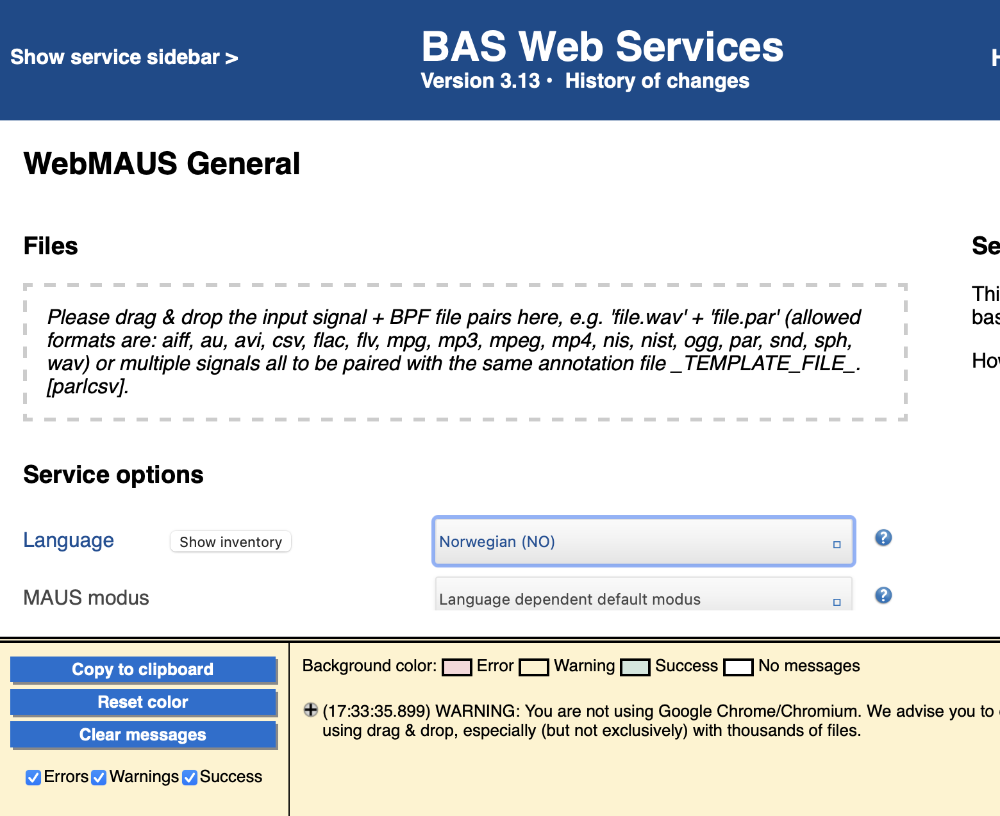 Show service sidebar >
BAS Web Services
Version 3.13 · History of changes
H
WebMAUS General
Files
Please drag & drop the input signal + BPF file pairs here, e.g. 'file.wav' + 'file.par' (allowed
formats are: aiff, au, avi, csv, flac, flv, mpg, mp3, mpeg, mp4, nis, nist, ogg, par, snd, sph,
wav) or multiple signals all to be paired with the same annotation file _TEMPLATE_FILE_.
[par|csv].
Se
Thi
bas
How
Service options
Language
Show inventory
Norwegian (NO)
MAUS modus
Language dependent default modus
Copy to clipboard
Reset color
Clear messages
Errors Warnings Success
Background color: Error Warning Success No messages
(17:33:35.899) WARNING: You are not using Google Chrome/Chromium. We advise you to
using drag & drop, especially (but not exclusively) with thousands of files.